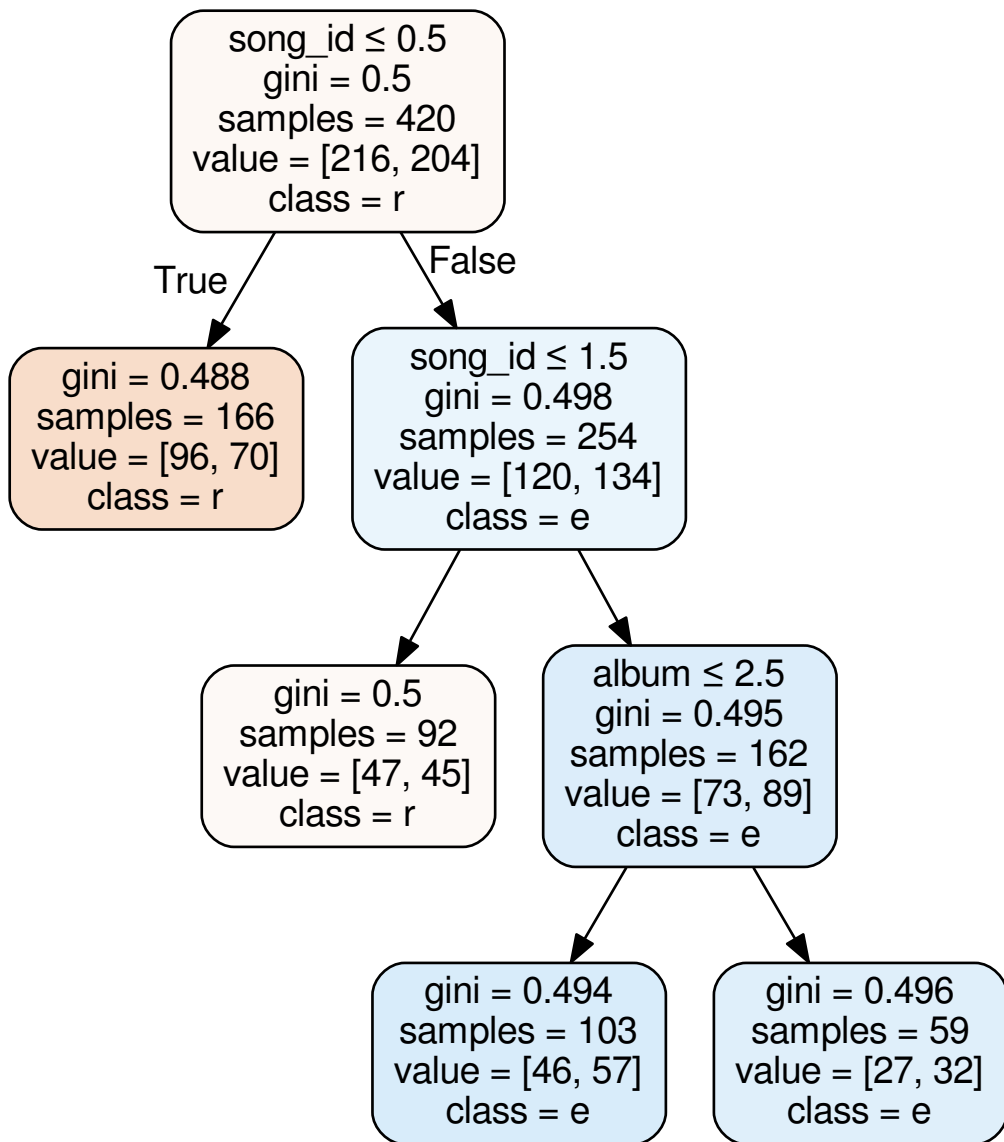 song_id ≤ 0.5
gini = 0.5
samples = 420
value = [216, 204]
class = r
True
False
gini = 0.488
samples = 166
value = [96, 70]
class = r
song_id ≤ 1.5
gini = 0.498
samples = 254
value = [120, 134]
class = e
gini = 0.5
samples = 92
value = [47, 45]
class = r
album ≤ 2.5
gini = 0.495
samples = 162
value = [73, 89]
class = e
gini = 0.494
samples = 103
value = [46, 57]
class = e
gini = 0.496
samples = 59
value = [27, 32]
class = e